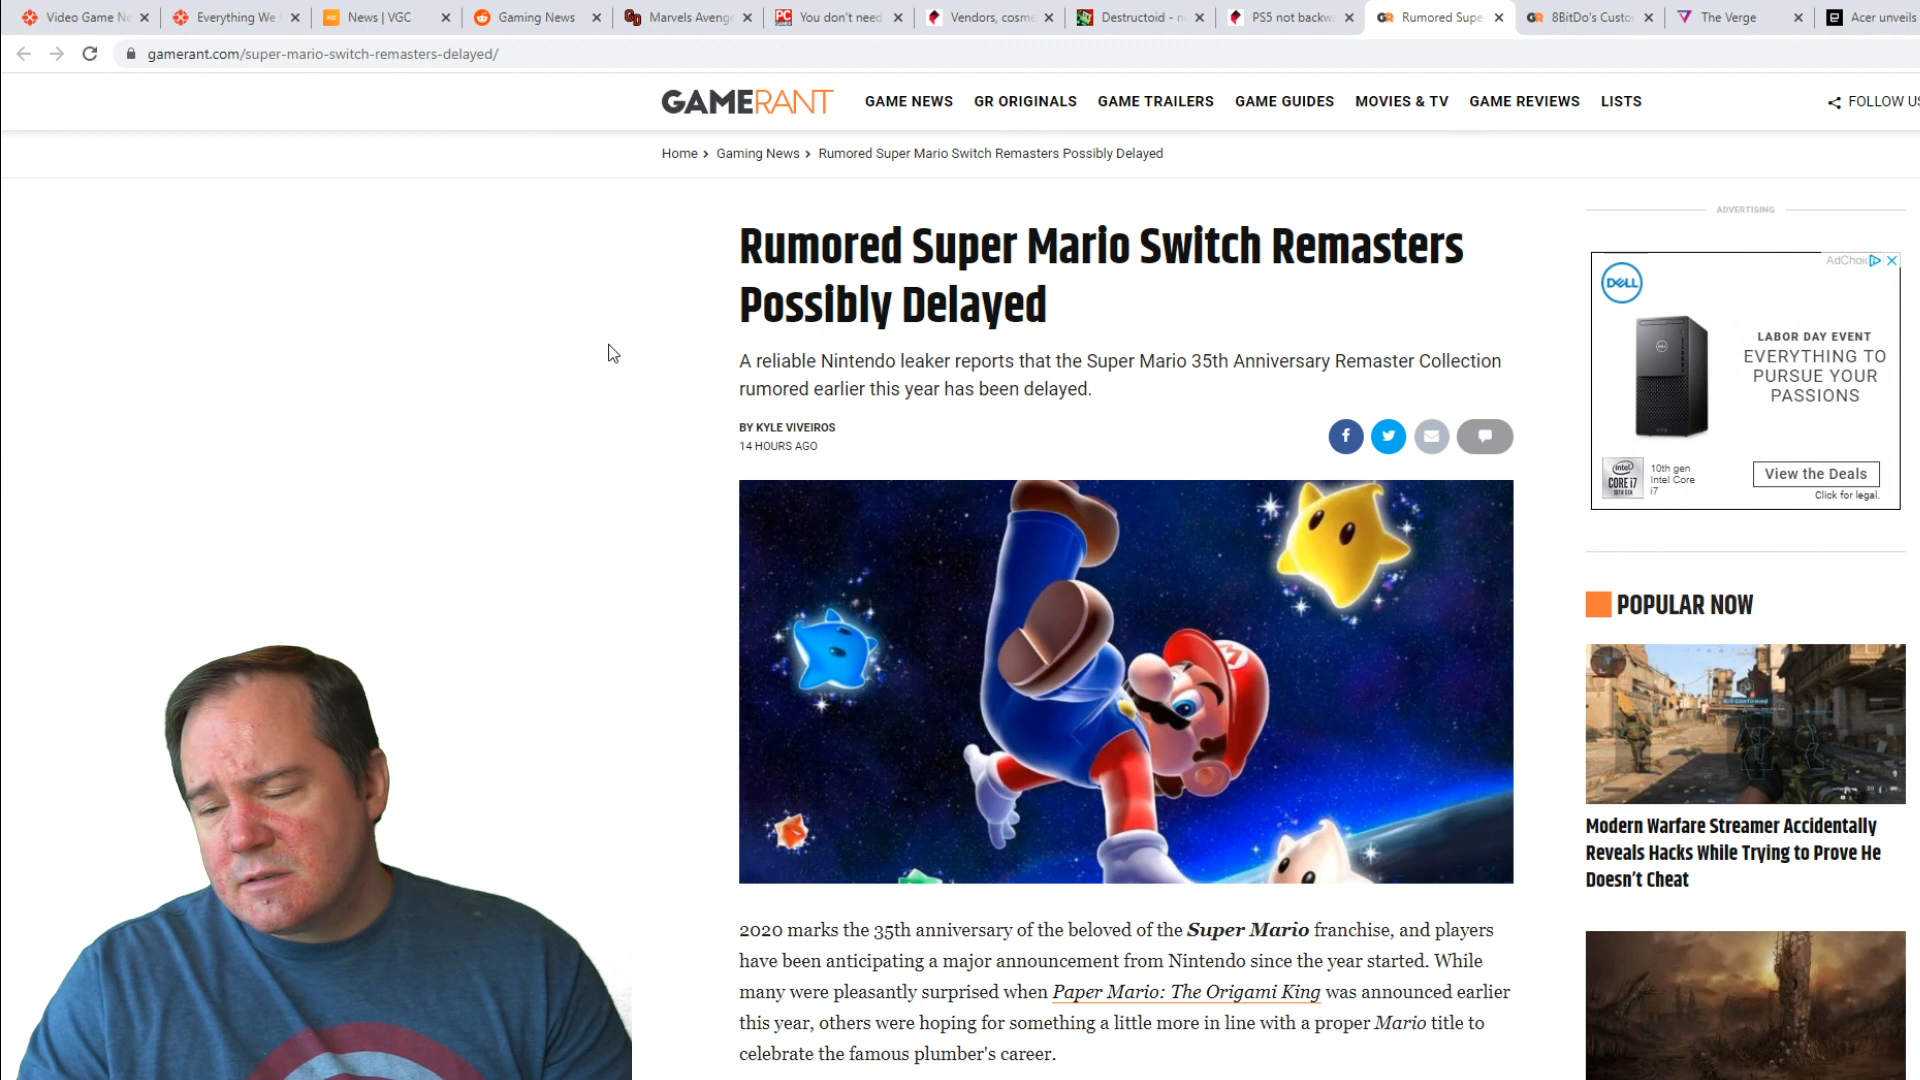 Video Game Ne
Everything We
News | VGC
Gaming News
Marvels Aveng
You don't need
Vendors, cosme
Destructoid - n
PS5 not backwa
Rumored Supe
8BitDo's Custo
The Verge
Acer unveils
gamerant.com/super-mario-switch-remasters-delayed/
GAMERANT
GAME NEWS
GR ORIGINALS
GAME TRAILERS
GAME GUIDES
MOVIES & TV
GAME REVIEWS
LISTS
FOLLOW US
Home › Gaming News › Rumored Super Mario Switch Remasters Possibly Delayed
Rumored Super Mario Switch Remasters
Possibly Delayed
A reliable Nintendo leaker reports that the Super Mario 35th Anniversary Remaster Collection
rumored earlier this year has been delayed.
BY KYLE VIVEIROS
14 HOURS AGO
2020 marks the 35th anniversary of the beloved of the Super Mario franchise, and players
have been anticipating a major announcement from Nintendo since the year started. While
many were pleasantly surprised when Paper Mario: The Origami King was announced earlier
this year, others were hoping for something a little more in line with a proper Mario title to
celebrate the famous plumber's career.
ADVERTISING
AdChoi
DELL
LABOR DAY EVENT
EVERYTHING TO
PURSUE YOUR
PASSIONS
intel
CORE i7
10th gen
Intel Core
i7
View the Deals
Click for legal.
POPULAR NOW
Modern Warfare Streamer Accidentally
Reveals Hacks While Trying to Prove He
Doesn't Cheat